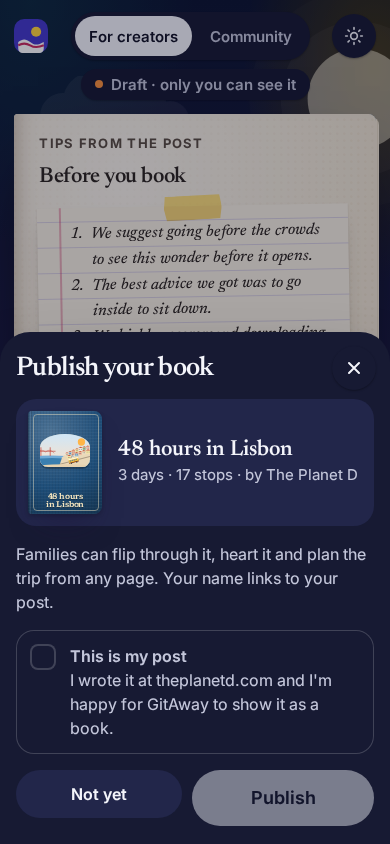 For creators
Community
Draft · only you can see it
TIPS FROM THE POST
Before you book
1. We suggest going before the crowds
to see this wonder before it opens.
2. The best advice we got was to go
inside to sit down.
Publish your book
48 hours
in Lisbon
48 hours in Lisbon
3 days · 17 stops · by The Planet D
Families can flip through it, heart it and plan the
trip from any page. Your name links to your
post.
This is my post
I wrote it at theplanetd.com and I'm
happy for GitAway to show it as a
book.
Not yet
Publish